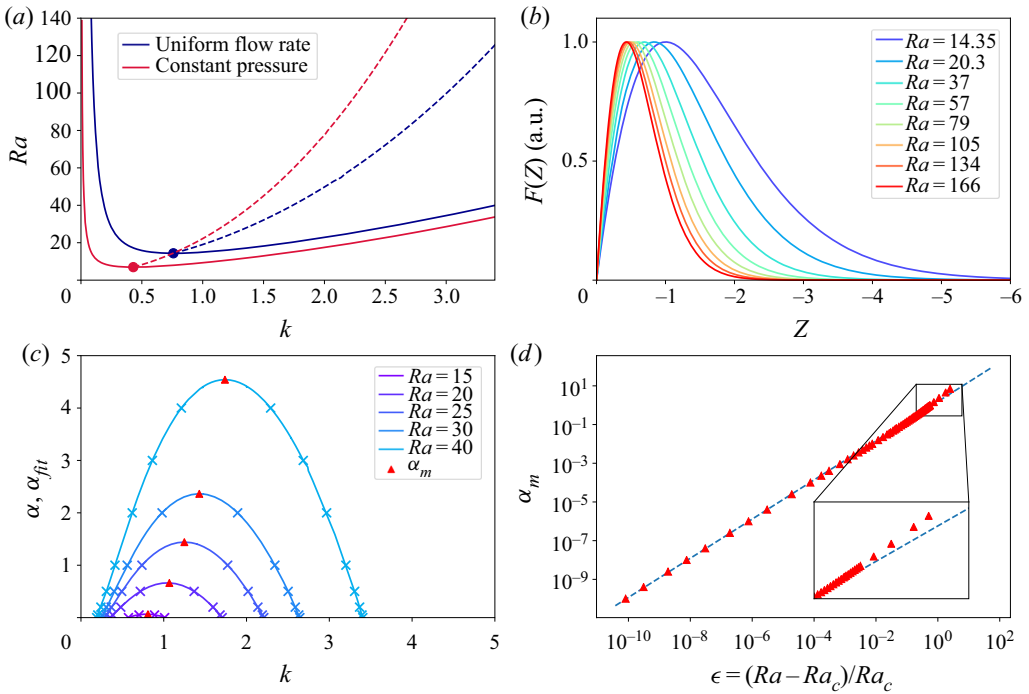 (a)
140
120
100
80
60
40
20
0
Ra
Uniform flow rate
Constant pressure
0.5
1.0
1.5
2.0
2.5
3.0
k
(b)
1.0
0.5
0
F(Z) (a.u.)
Ra = 14.35
Ra = 20.3
Ra = 37
Ra = 57
Ra = 79
Ra = 105
Ra = 134
Ra = 166
−1
−2
−3
−4
−5
−6
Z
(c)
5
4
3
2
1
0
α, α_fit
Ra = 15
Ra = 20
Ra = 25
Ra = 30
Ra = 40
α_m
1
2
3
4
5
k
(d)
10^1
10^−1
10^−3
10^−5
10^−7
10^−9
α_m
10^−10
10^−8
10^−6
10^−4
10^−2
10^0
10^2
ϵ = (Ra − Ra_c)/Ra_c